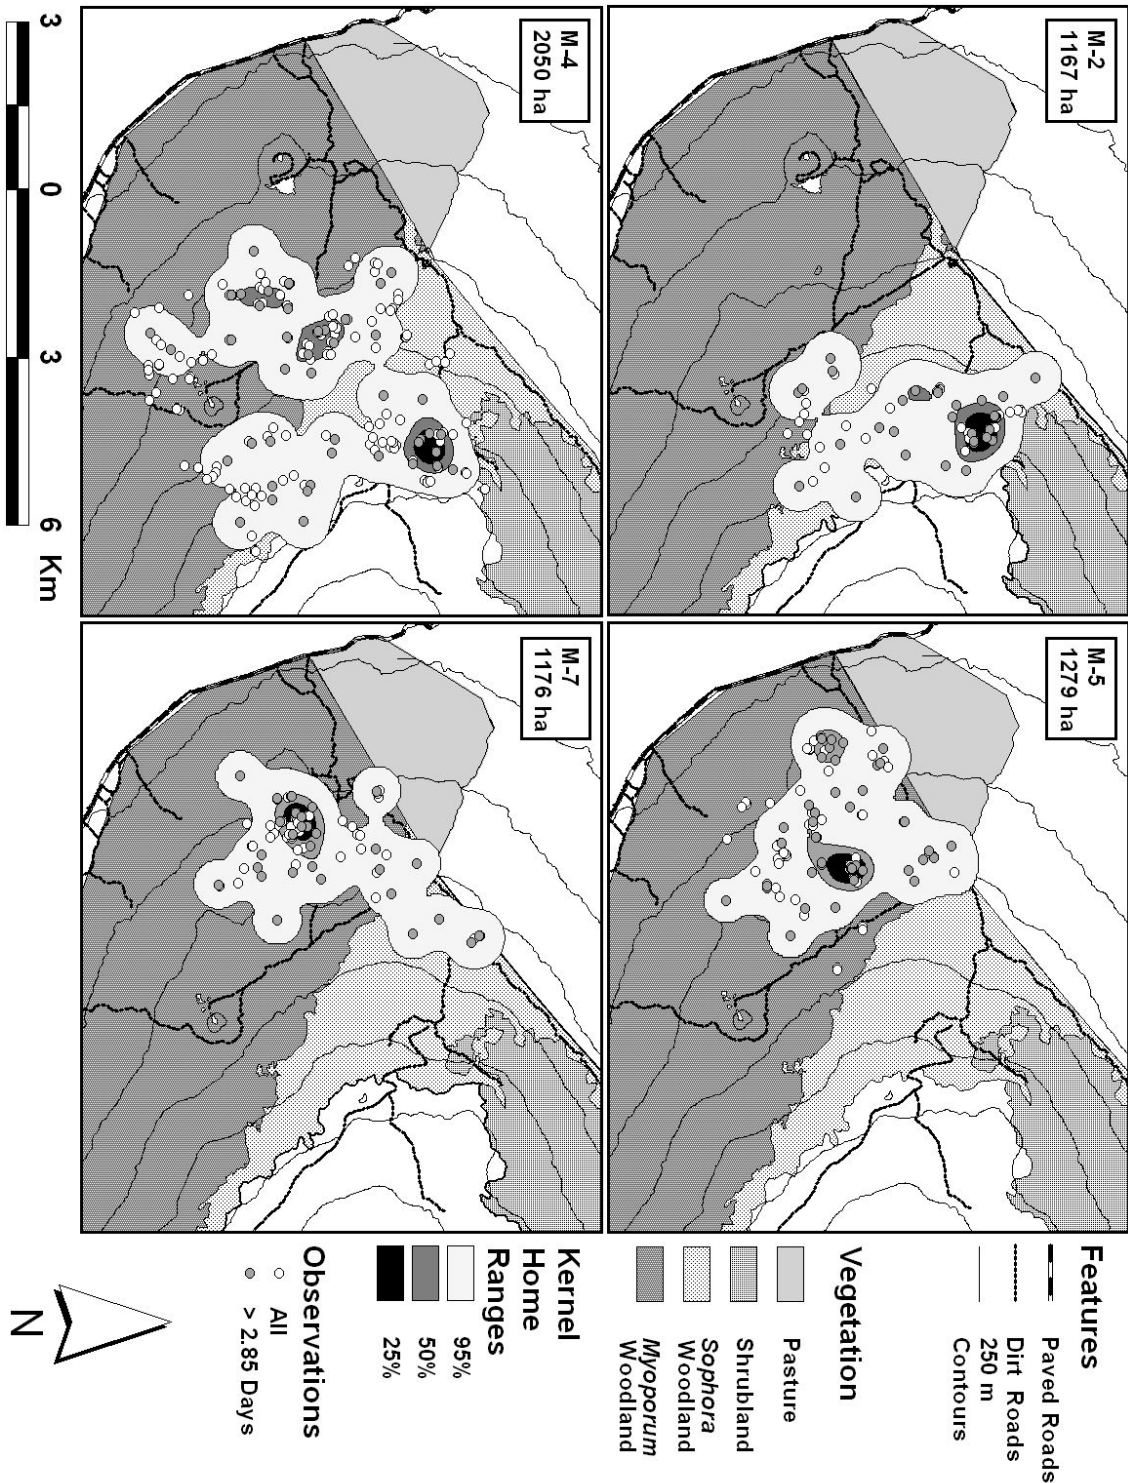 M-2
1167 ha
M-5
1279 ha
M-4
2050 ha
M-7
1176 ha
Features
Paved Roads
Dirt Roads
250 m
Contours
Vegetation
Pasture
Shrubland
Sophora
Woodland
Myoporum
Woodland
Kernel
Home
Ranges
95%
50%
25%
Observations
All
> 2.85 Days
3 0 3 6 Km
N